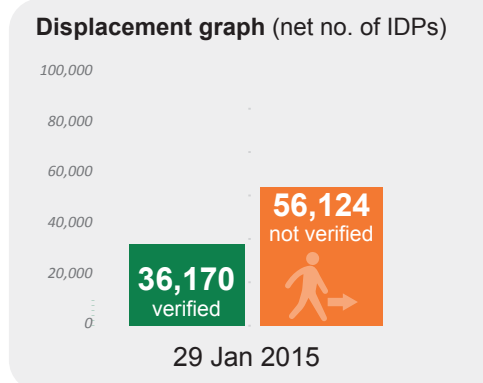 Displacement graph (net no. of IDPs)
100,000
80,000
60,000
40,000
20,000
0
56,124
not verified
36,170
verified
29 Jan 2015